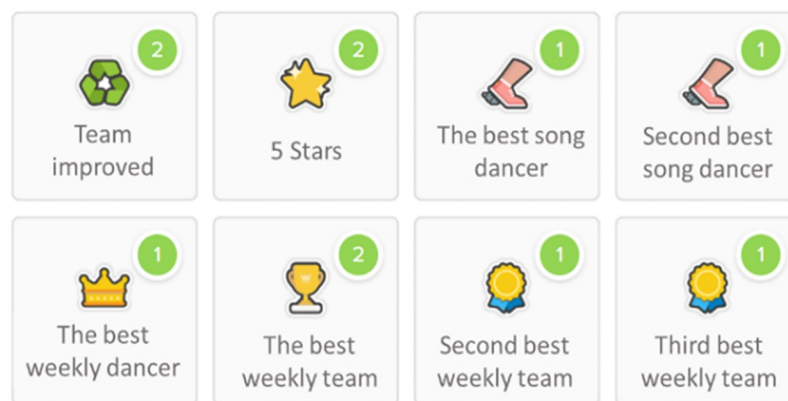 2
Team
improved
2
5 Stars
1
The best song
dancer
1
Second best
song dancer
1
The best
weekly dancer
2
The best
weekly team
1
Second best
weekly team
1
Third best
weekly team